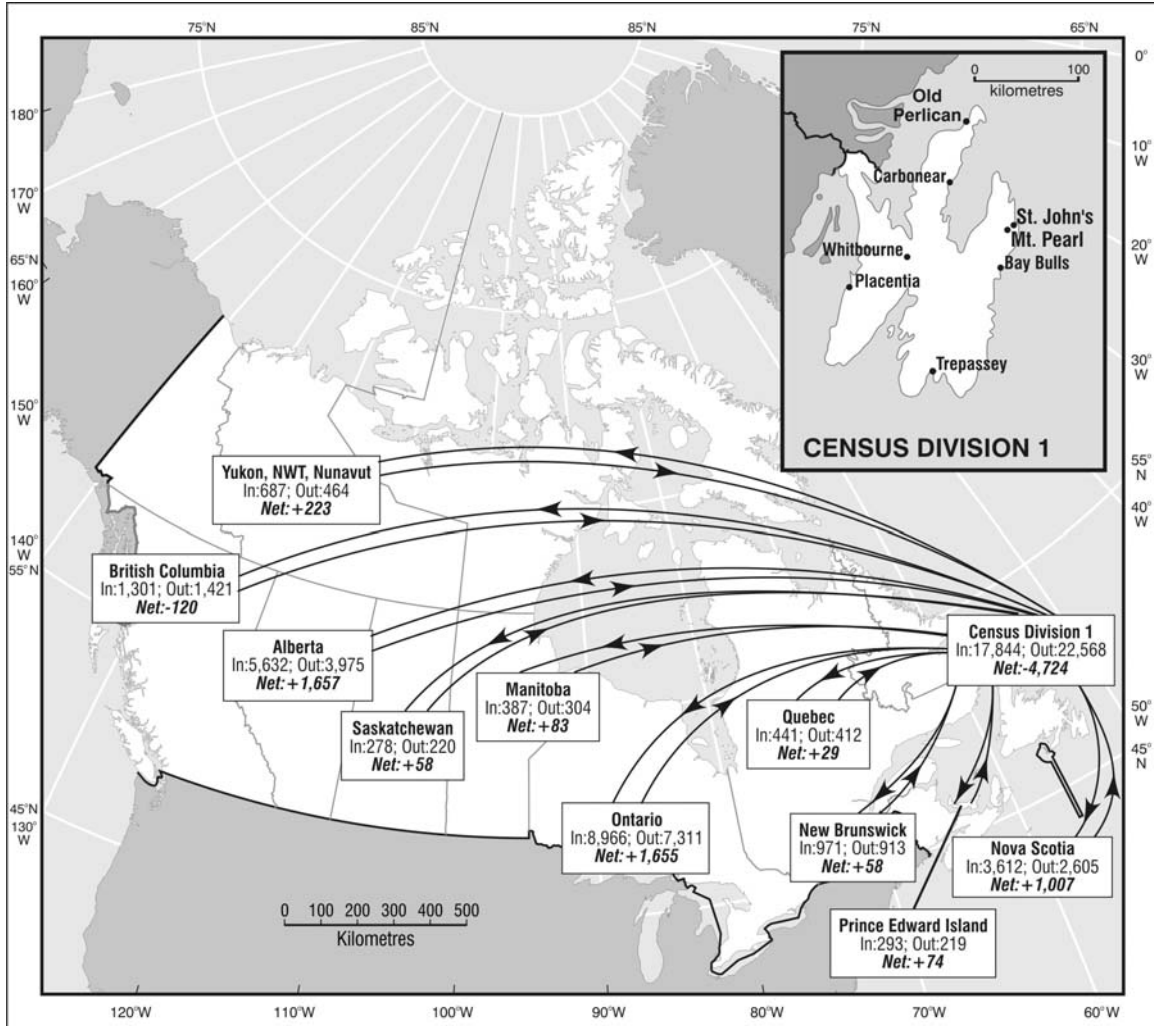 75°N
85°N
85°N
75°N
65°N
180°
170°
W
65°N
160°
W
150°
W
140°
W
55°N
45°N
130°
W
0°
10°
W
20°
W
30°
W
55°
N
40°
W
50°
W
45°
N
0 100
kilometres
Old
Perlican
Carbonear
St. John's
Mt. Pearl
Whitbourne
Bay Bulls
Placentia
Trepassey
CENSUS DIVISION 1
Yukon, NWT, Nunavut
In:687; Out:464
Net:+223
British Columbia
In:1,301; Out:1,421
Net:-120
Alberta
In:5,632; Out:3,975
Net:+1,657
Saskatchewan
In:278; Out:220
Net:+58
Manitoba
In:387; Out:304
Net:+83
Census Division 1
In:17,844; Out:22,568
Net:-4,724
Quebec
In:441; Out:412
Net:+29
Ontario
In:8,966; Out:7,311
Net:+1,655
New Brunswick
In:971; Out:913
Net:+58
Nova Scotia
In:3,612; Out:2,605
Net:+1,007
Prince Edward Island
In:293; Out:219
Net:+74
0 100 200 300 400 500
Kilometres
120°W 110°W 100°W 90°W 80°W 70°W 60°W